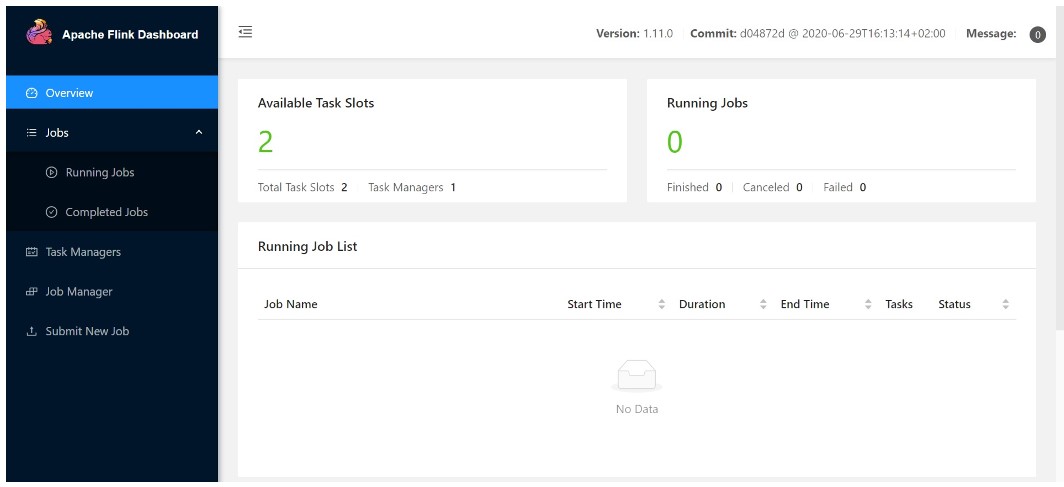 Apache Flink Dashboard
Version: 1.11.0 Commit: d04872d @ 2020-06-29T16:13:14+02:00 Message: 0
Overview
Jobs
Running Jobs
Completed Jobs
Task Managers
Job Manager
Submit New Job
Available Task Slots
2
Total Task Slots 2 Task Managers 1
Running Jobs
0
Finished 0 Canceled 0 Failed 0
Running Job List
Job Name Start Time Duration End Time Tasks Status
No Data